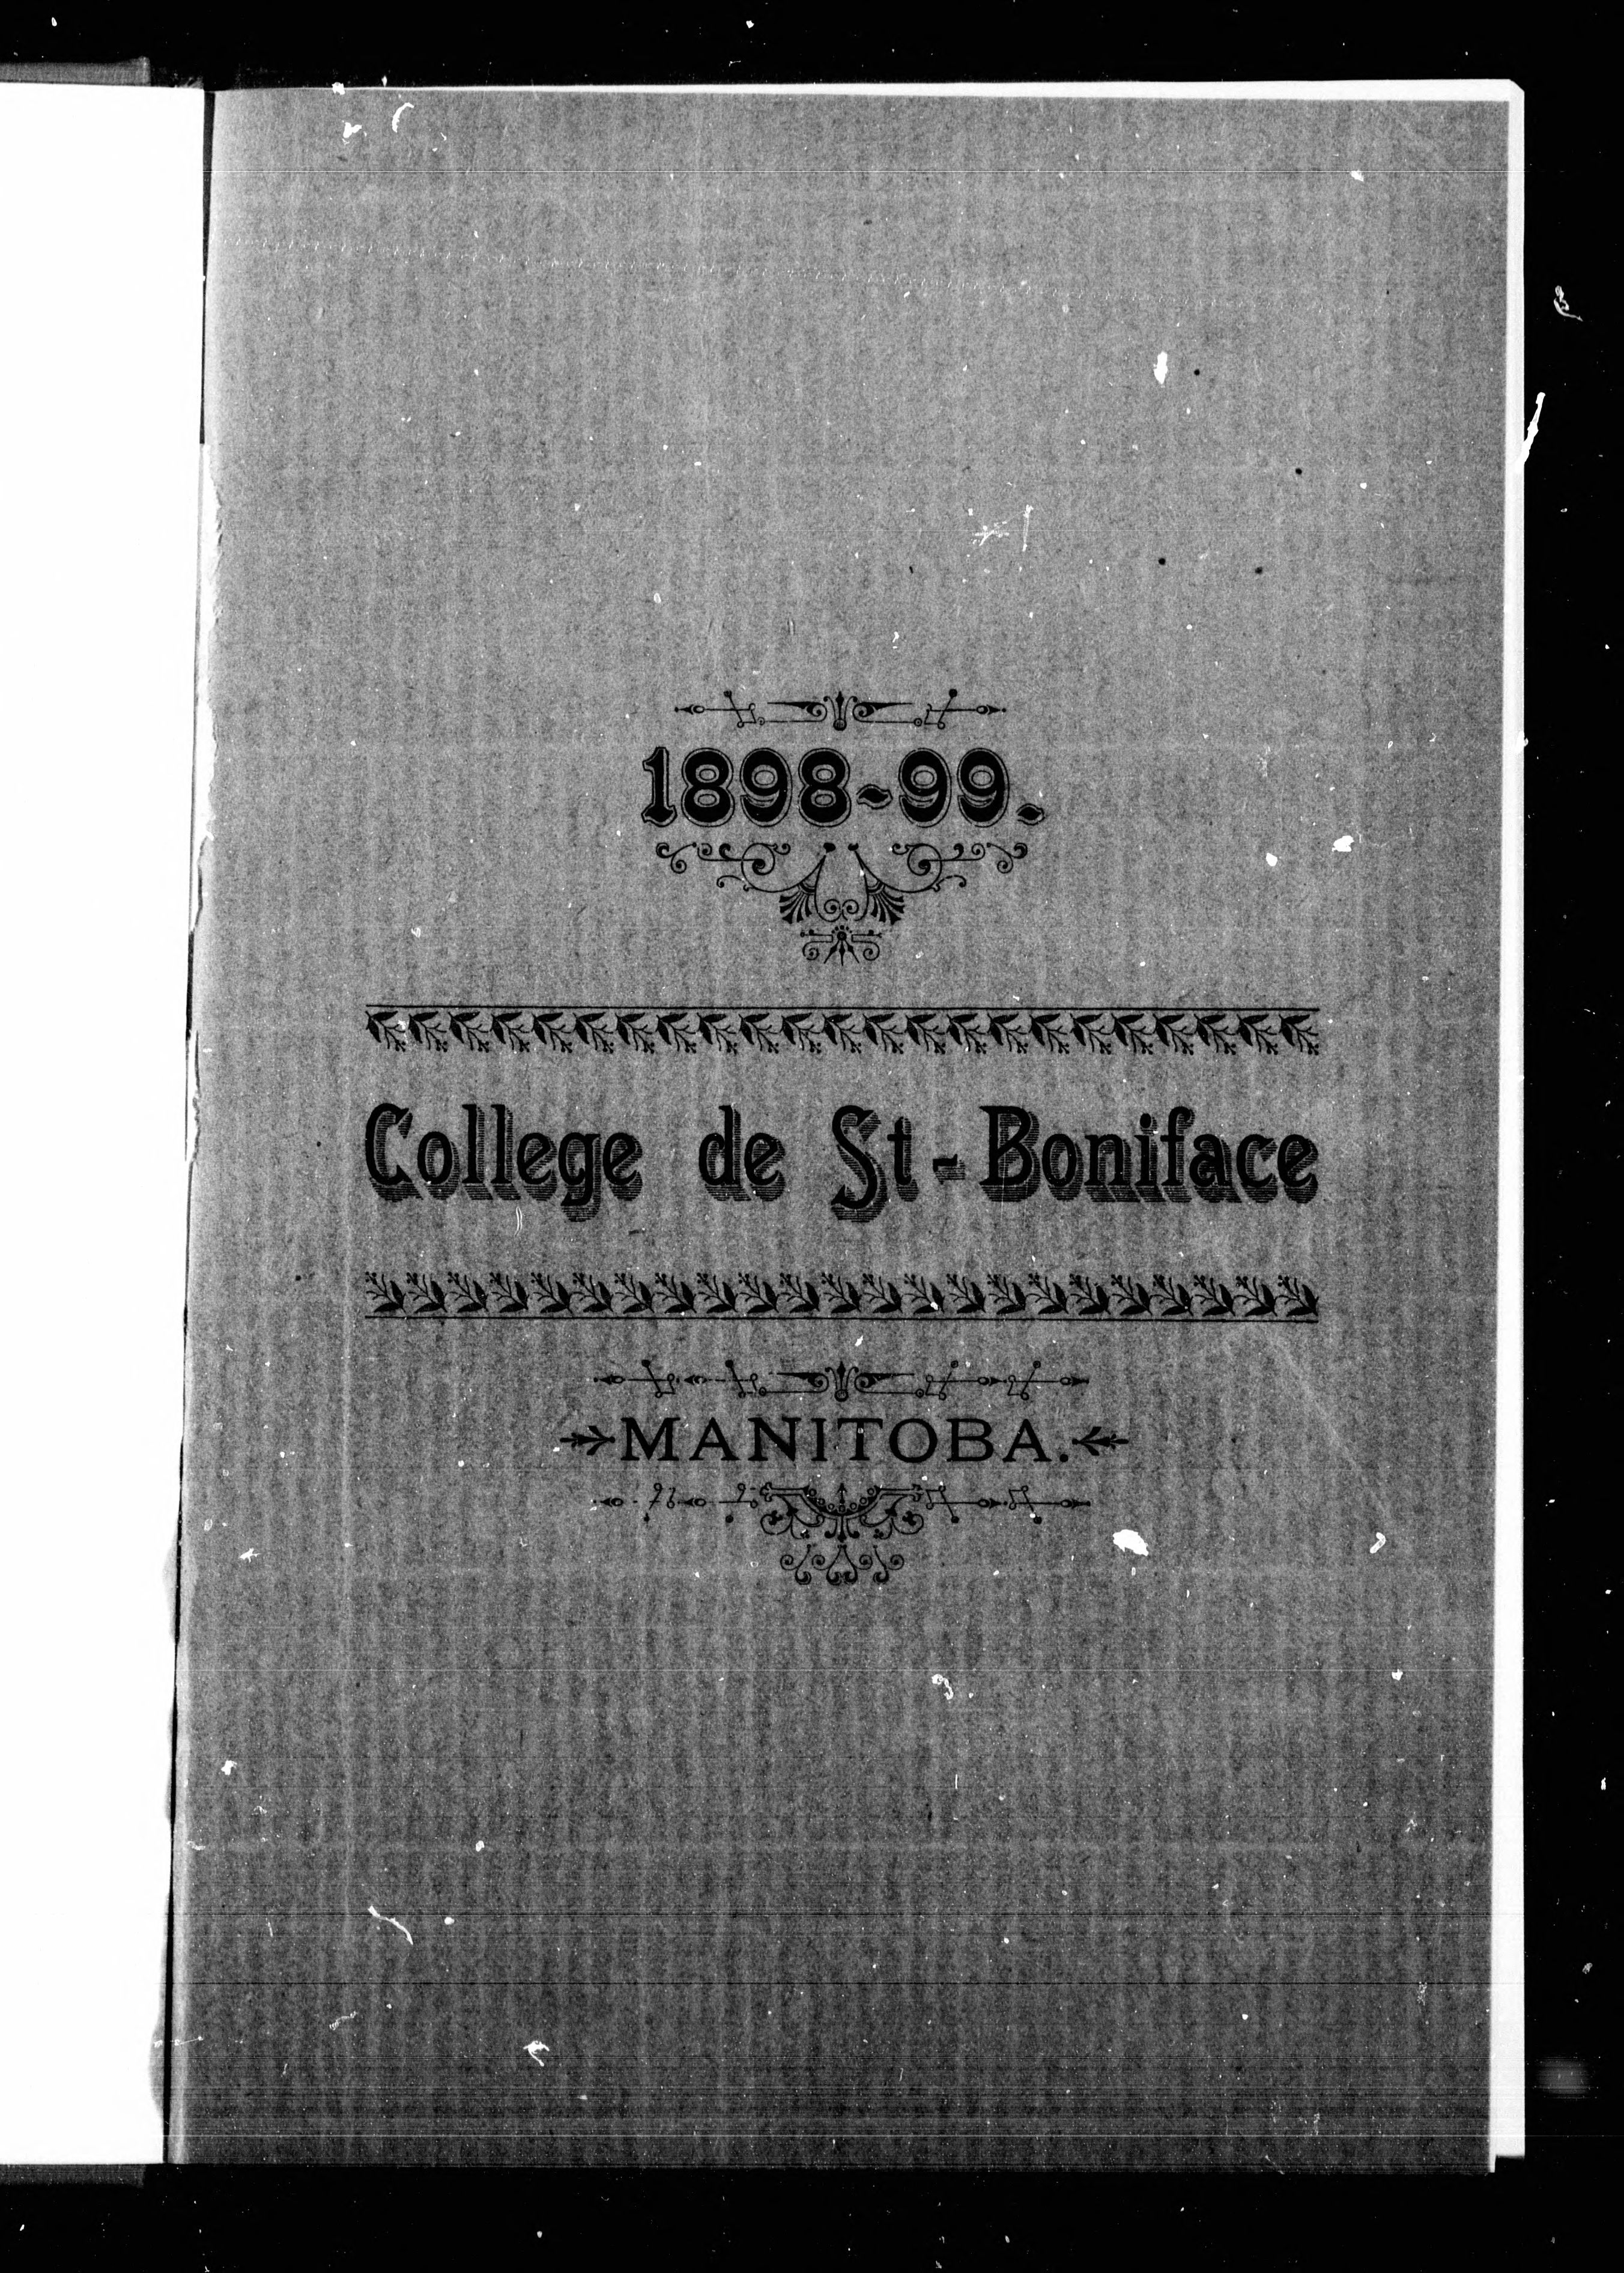 1898-99.
College de St-Boniface
MANITOBA.